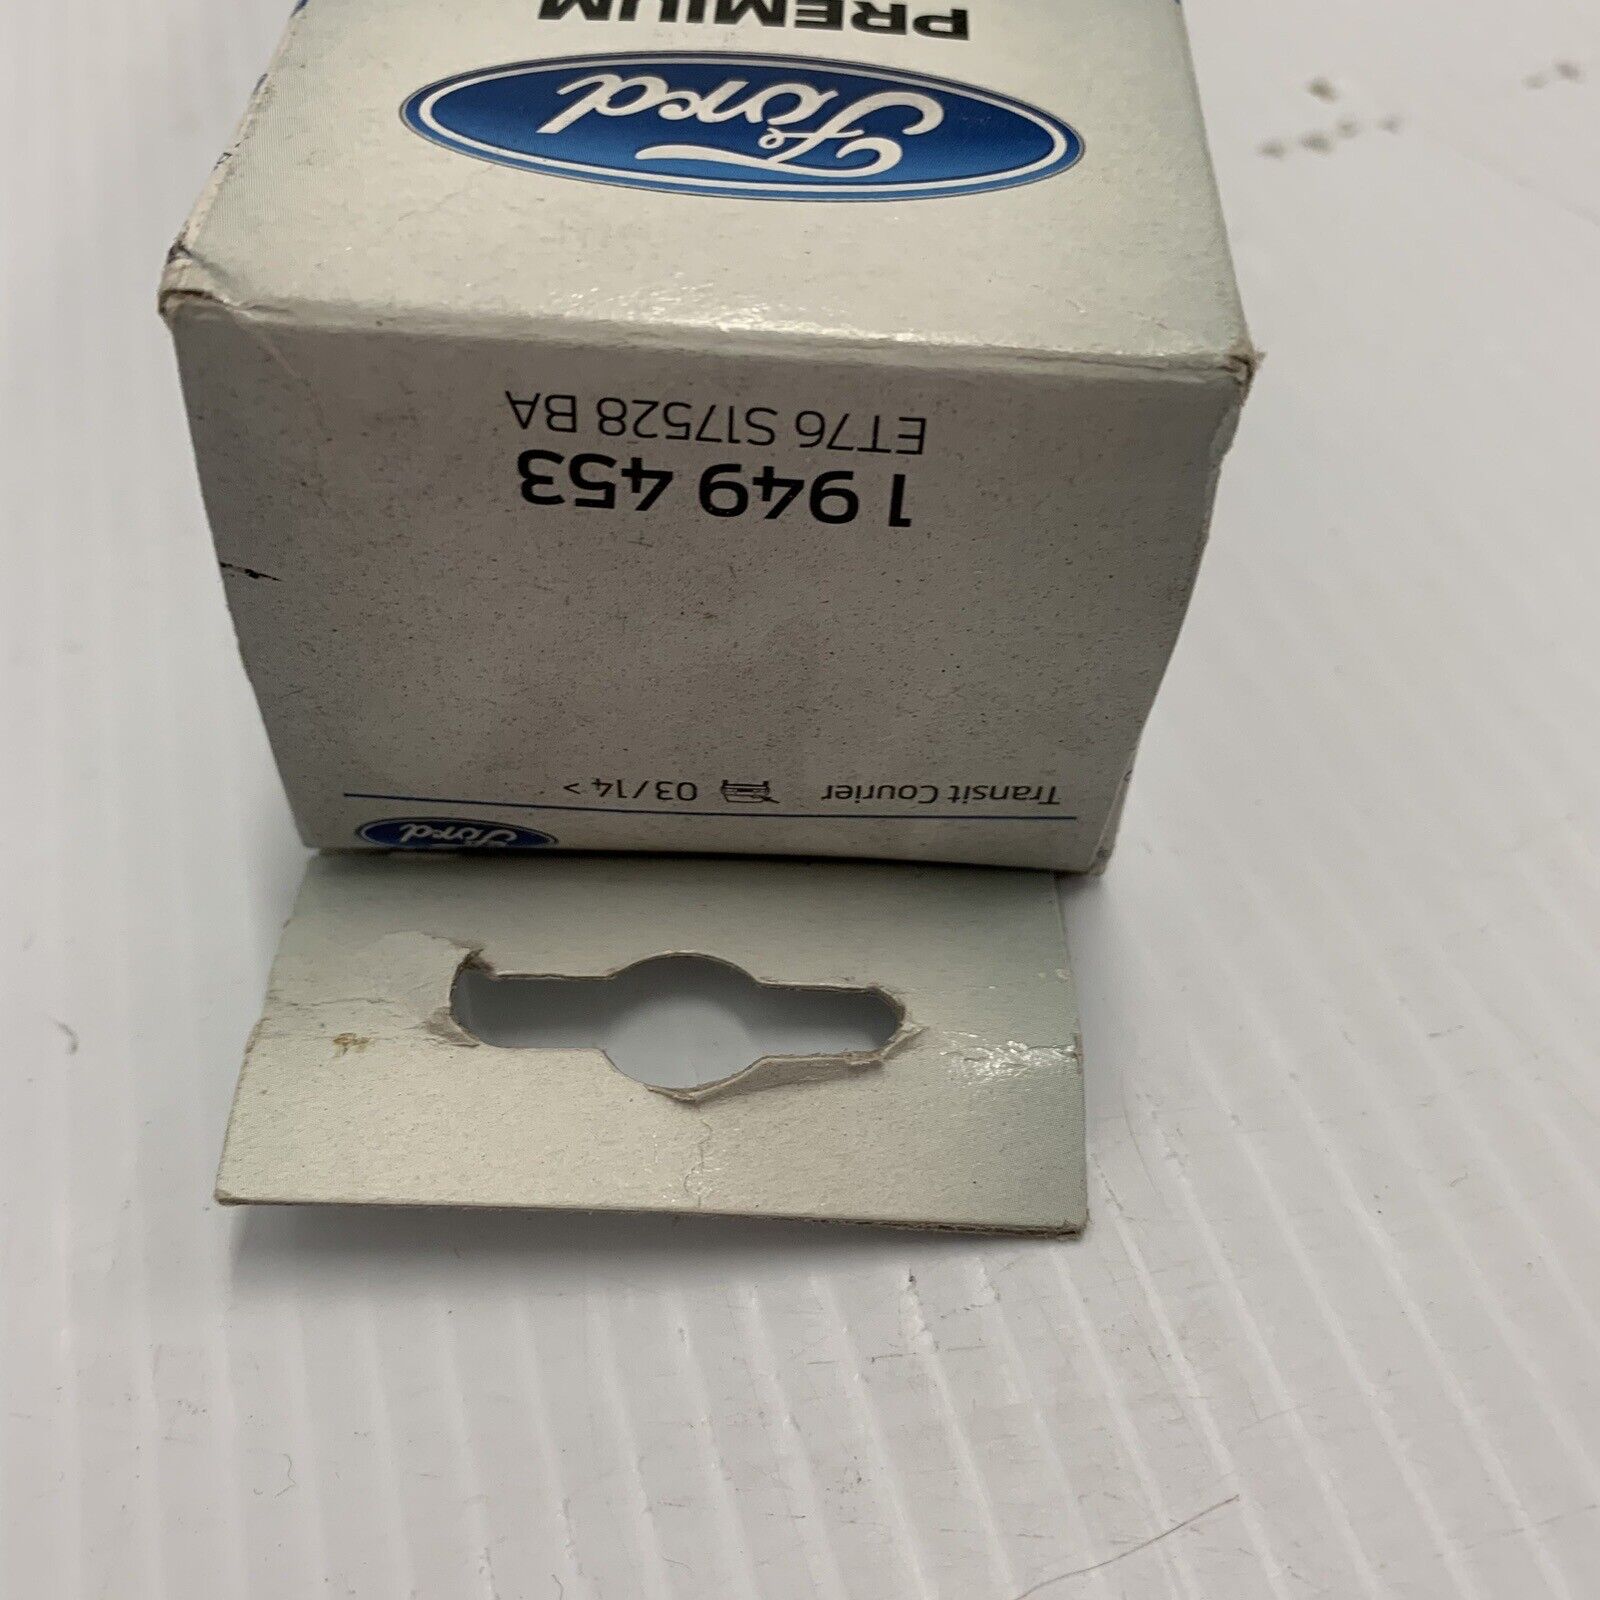 Ford
Transit Courier 03/14 >
1 949 453
ET76 S17528 BA
Ford
PREMIUM